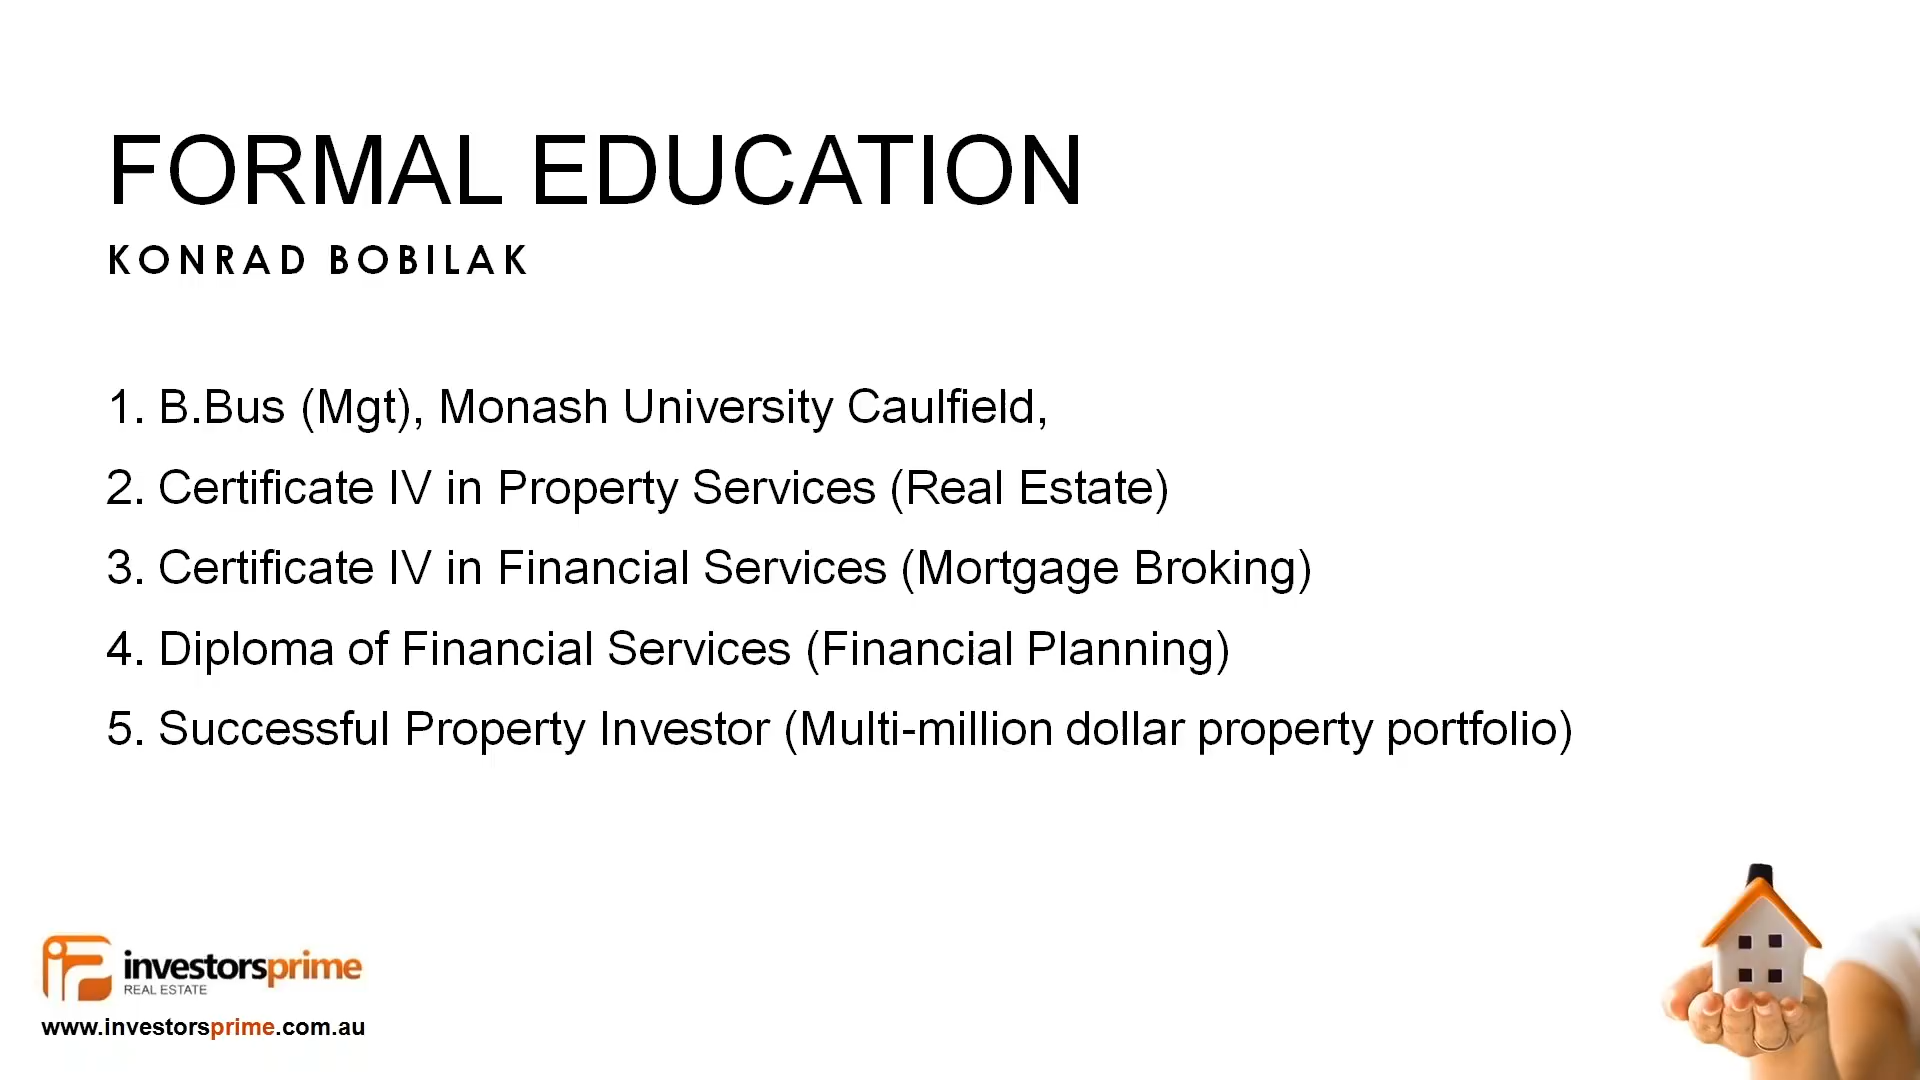 FORMAL EDUCATION
KONRAD BOBILAK
1. B.Bus (Mgt), Monash University Caulfield,
2. Certificate IV in Property Services (Real Estate)
3. Certificate IV in Financial Services (Mortgage Broking)
4. Diploma of Financial Services (Financial Planning)
5. Successful Property Investor (Multi-million dollar property portfolio)
investorsprime
REAL ESTATE
www.investorsprime.com.au